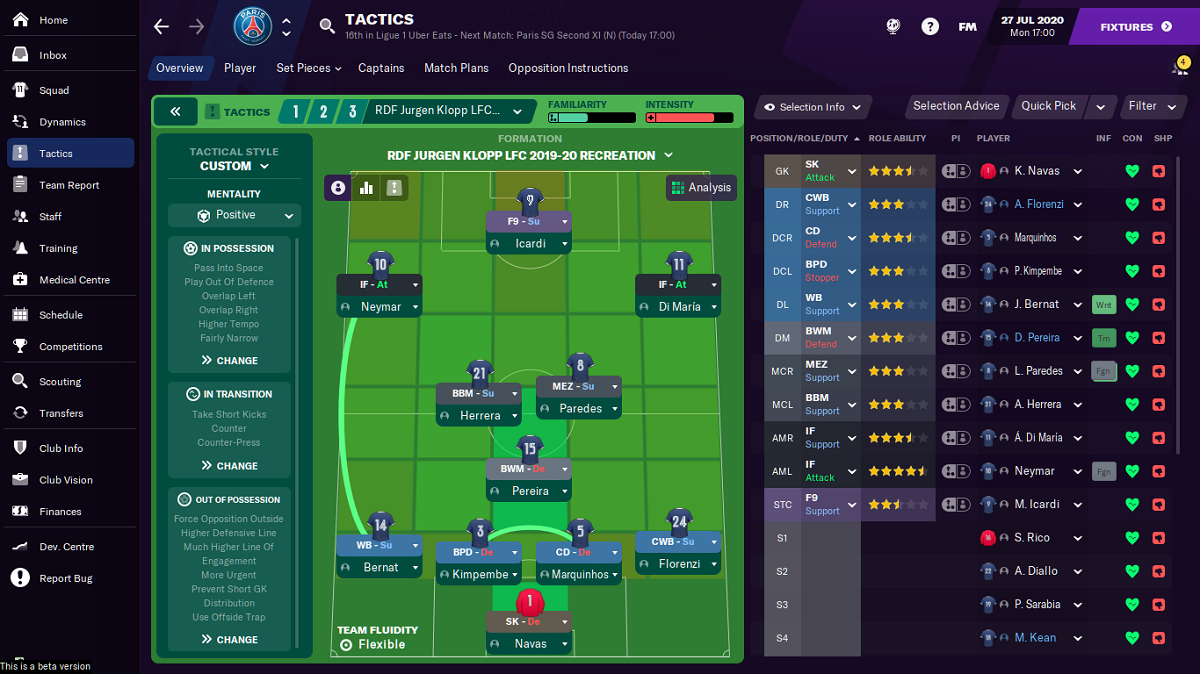 Home
Inbox
Squad
Dynamics
Tactics
Team Report
Staff
Training
Medical Centre
Schedule
Competitions
Scouting
Transfers
Club Info
Club Vision
Finances
Dev. Centre
Report Bug
This is a beta version
TACTICS
16th in Ligue 1 Uber Eats - Next Match: Paris SG Second XI (N) (Today 17:00)
FM
27 JUL 2020
Mon 17:00
FIXTURES
4
Overview Player Set Pieces Captains Match Plans Opposition Instructions
TACTICS 1 2 3 RDF Jurgen Klopp LFC...
FAMILIARITY INTENSITY
TACTICAL STYLE
CUSTOM
MENTALITY
Positive
IN POSSESSION
Pass Into Space
Play Out Of Defence
Overlap Left
Overlap Right
Higher Tempo
Fairly Narrow
CHANGE
IN TRANSITION
Take Short Kicks
Counter
Counter-Press
CHANGE
OUT OF POSSESSION
Force Opposition Outside
Higher Defensive Line
Much Higher Line Of
Engagement
More Urgent
Prevent Short GK
Distribution
Use Offside Trap
CHANGE
FORMATION
RDF JURGEN KLOPP LFC 2019-20 RECREATION
Analysis
9
F9 - Su
Icardi
10
IF - At
Neymar
11
IF - At
Di María
21
BBM - Su
Herrera
8
MEZ - Su
Paredes
15
BWM - De
Pereira
14
WB - Su
Bernat
3
BPD - De
Kimpembe
5
CD - De
Marquinhos
24
CWB - Su
Florenzi
1
SK - De
Navas
TEAM FLUIDITY
Flexible
Selection Info Selection Advice Quick Pick Filter
POSITION/ROLE/DUTY ROLE ABILITY PI PLAYER INF CON SHP
GK SK Attack K. Navas
DR CWB Support A. Florenzi
DCR CD Defend Marquinhos
DCL BPD Stopper P. Kimpembe
DL WB Support J. Bernat Wnt
DM BWM Defend D. Pereira Trn
MCR MEZ Support L. Paredes Fgn
MCL BBM Support A. Herrera
AMR IF Support Á. Di María
AML IF Attack Neymar Fgn
STC F9 Support M. Icardi
S1 S. Rico
S2 A. Diallo
S3 P. Sarabia
S4 M. Kean